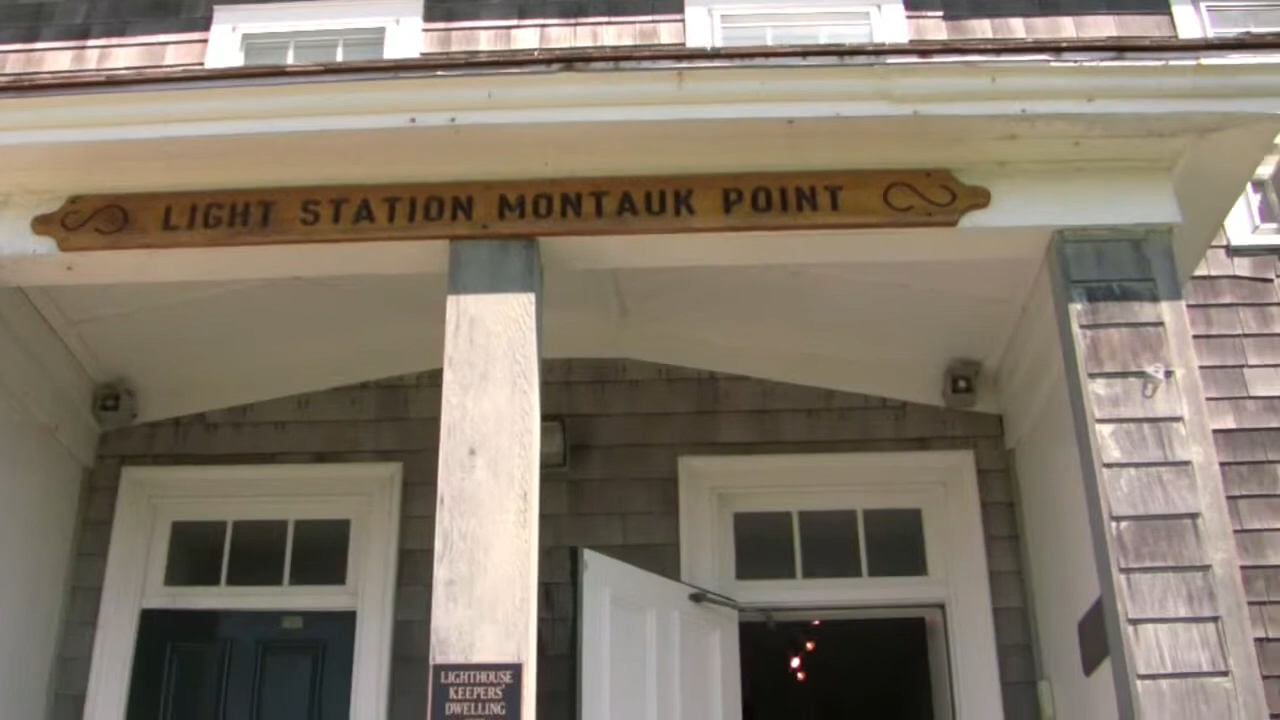 LIGHT STATION MONTAUK POINT
LIGHTHOUSE
KEEPERS'
DWELLING